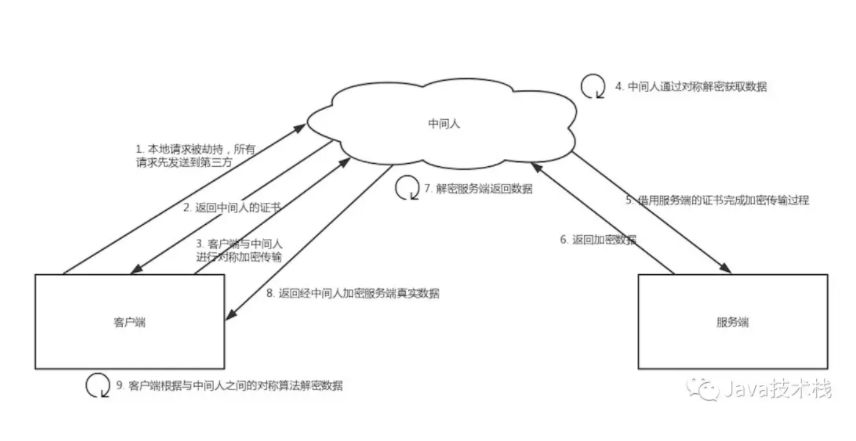 4. 中间人通过对称解密获取数据
中间人
1. 本地请求被劫持，所有
请求先发送到第三方
7. 解密服务端返回数据
2. 返回中间人的证书
5. 借用服务端的证书完成加密传输过程
3. 客户端与中间人
进行对称加密传输
6. 返回加密数据
8. 返回经中间人加密服务端真实数据
客户端
服务端
9. 客户端根据与中间人之间的对称算法解密数据
Java技术栈